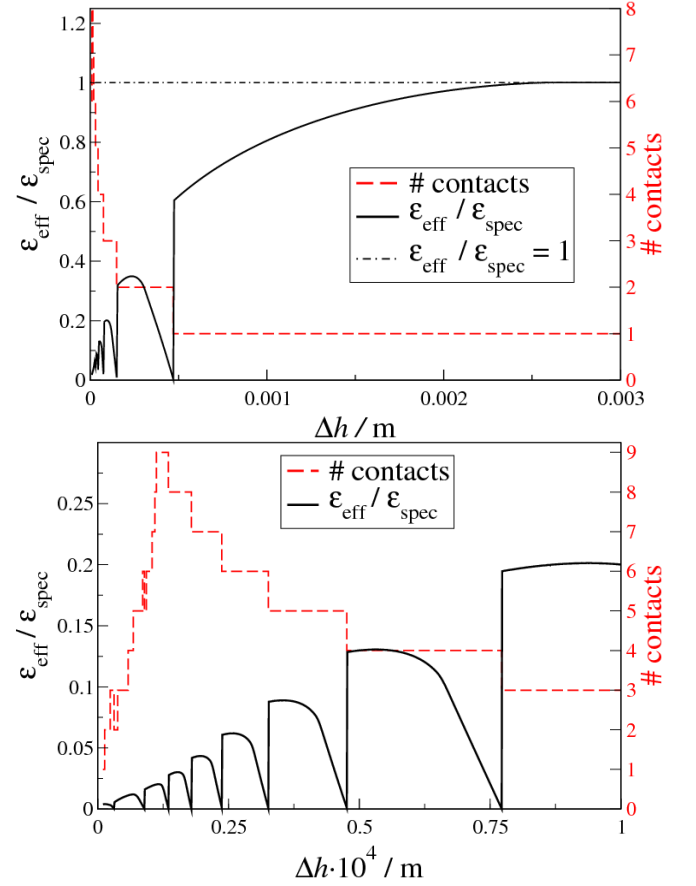 1.2
1
0.8
0.6
0.4
0.2
0
ε_eff / ε_spec
8
7
6
5
4
3
2
1
0
# contacts
# contacts
ε_eff / ε_spec
ε_eff / ε_spec = 1
0 0.001 0.002 0.003
Δh / m
0.25
0.2
0.15
0.1
0.05
0
ε_eff / ε_spec
9
8
7
6
5
4
3
2
1
0
# contacts
# contacts
ε_eff / ε_spec
0 0.25 0.5 0.75 1
Δh·10⁴ / m